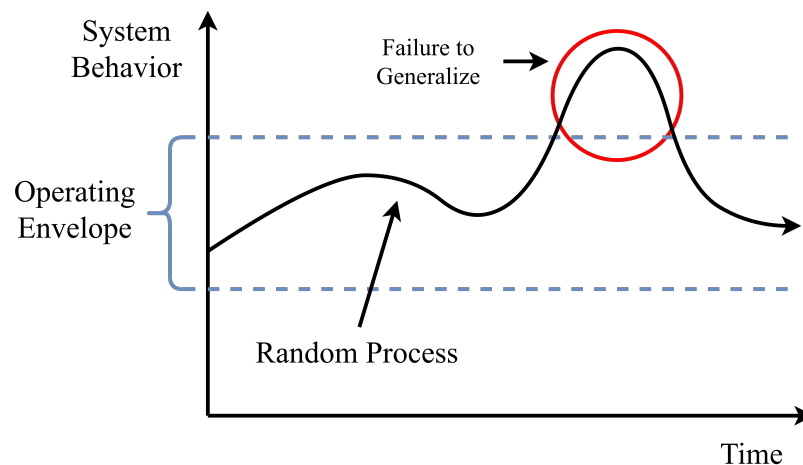 System
Behavior
Failure to
Generalize
Operating
Envelope
Random Process
Time